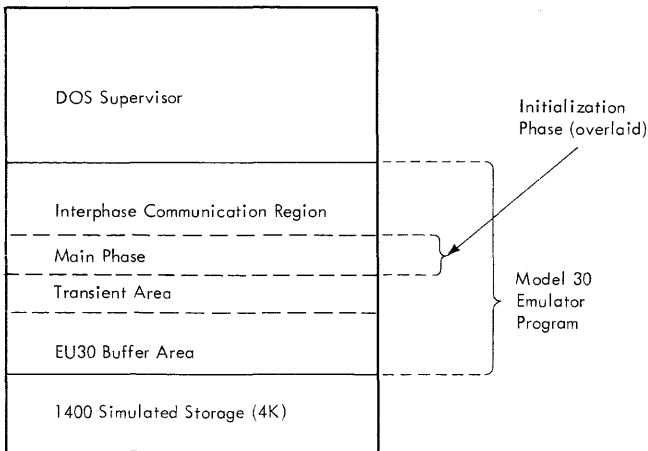 DOS Supervisor
Initialization
Phase (overlaid)
Interphase Communication Region
Main Phase
Transient Area
Model 30
Emulator
Program
EU30 Buffer Area
1400 Simulated Storage (4K)